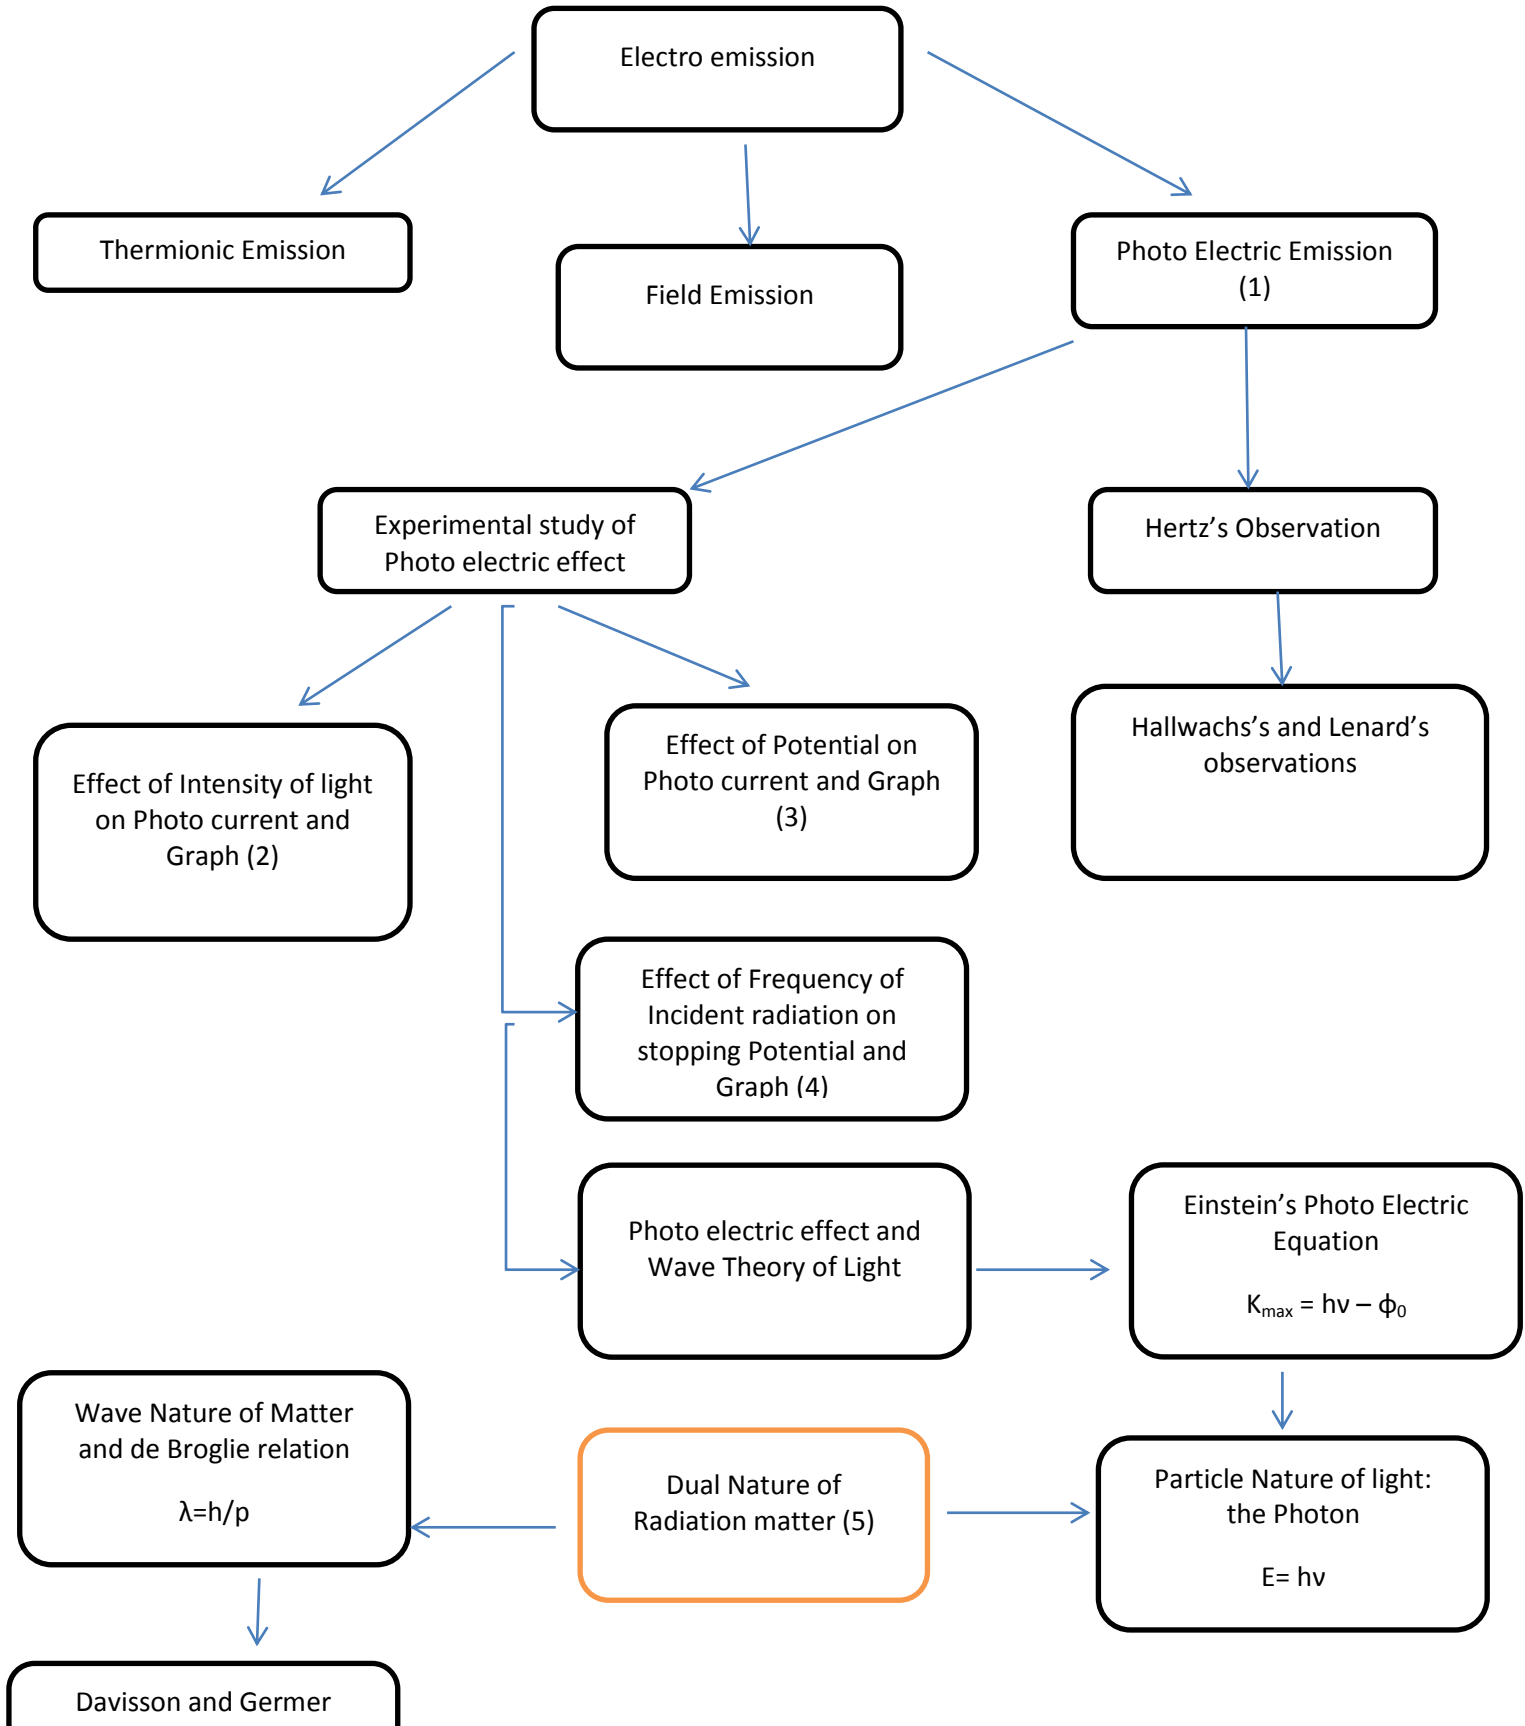 Electro emission
Thermionic Emission
Field Emission
Photo Electric Emission
(1)
Experimental study of
Photo electric effect
Hertz’s Observation
Effect of Intensity of light
on Photo current and
Graph (2)
Effect of Potential on
Photo current and Graph
(3)
Hallwachs’s and Lenard’s
observations
Effect of Frequency of
Incident radiation on
stopping Potential and
Graph (4)
Photo electric effect and
Wave Theory of Light
Einstein’s Photo Electric
Equation
Kmax = hν – ϕ0
Wave Nature of Matter
and de Broglie relation
λ=h/p
Dual Nature of
Radiation matter (5)
Particle Nature of light:
the Photon
E= hν
Davisson and Germer